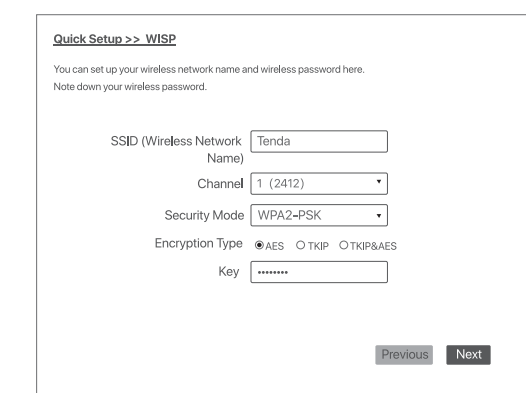 Quick Setup >> WISP
You can set up your wireless network name and wireless password here.
Note down your wireless password.
SSID (Wireless Network Name) Tenda
Channel 1 (2412)
Security Mode WPA2-PSK
Encryption Type AES TKIP TKIP&AES
Key ••••••••
Previous Next